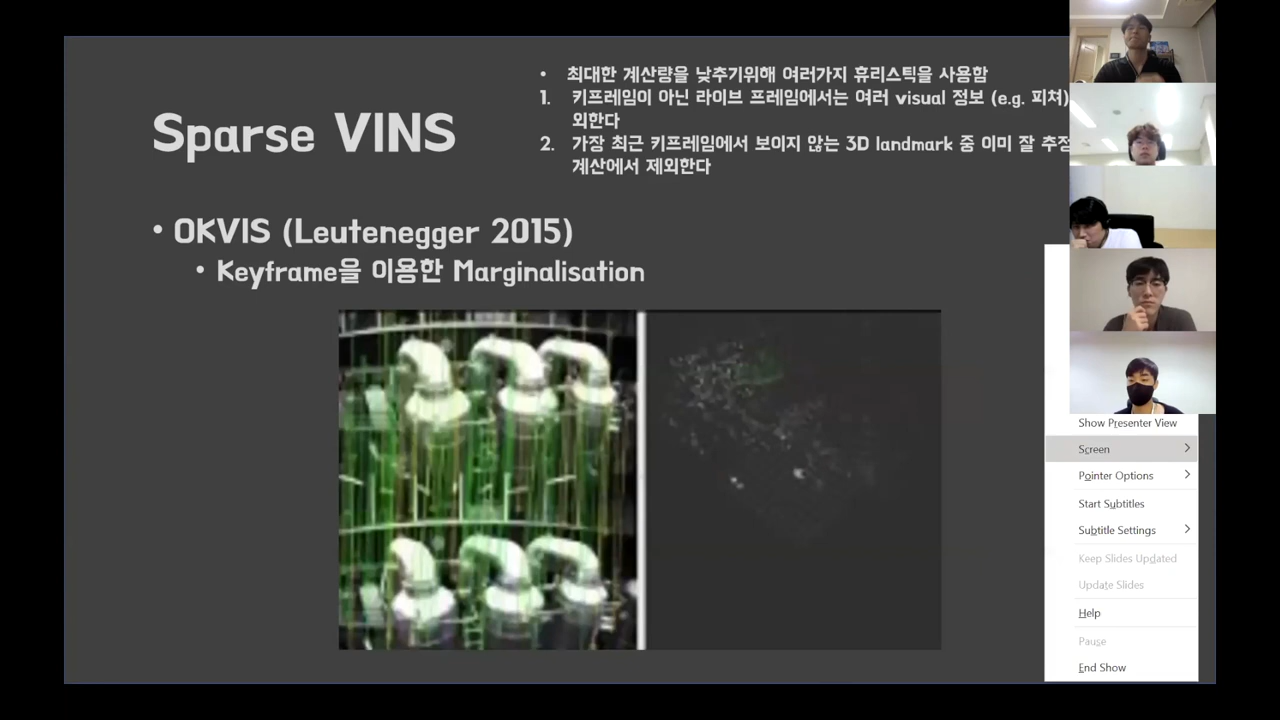 Sparse VINS
• 최대한 계산량을 낮추기위해 여러가지 휴리스틱을 사용함
1. 키프레임이 아닌 라이브 프레임에서는 여러 visual 정보 (e.g. 피쳐)
외한다
2. 가장 최근 키프레임에서 보이지 않는 3D landmark 중 이미 잘 추정
계산에서 제외한다
• OKVIS (Leutenegger 2015)
• Keyframe을 이용한 Marginalisation
Show Presenter View
Screen
Pointer Options
Start Subtitles
Subtitle Settings
Keep Slides Updated
Update Slides
Help
Pause
End Show